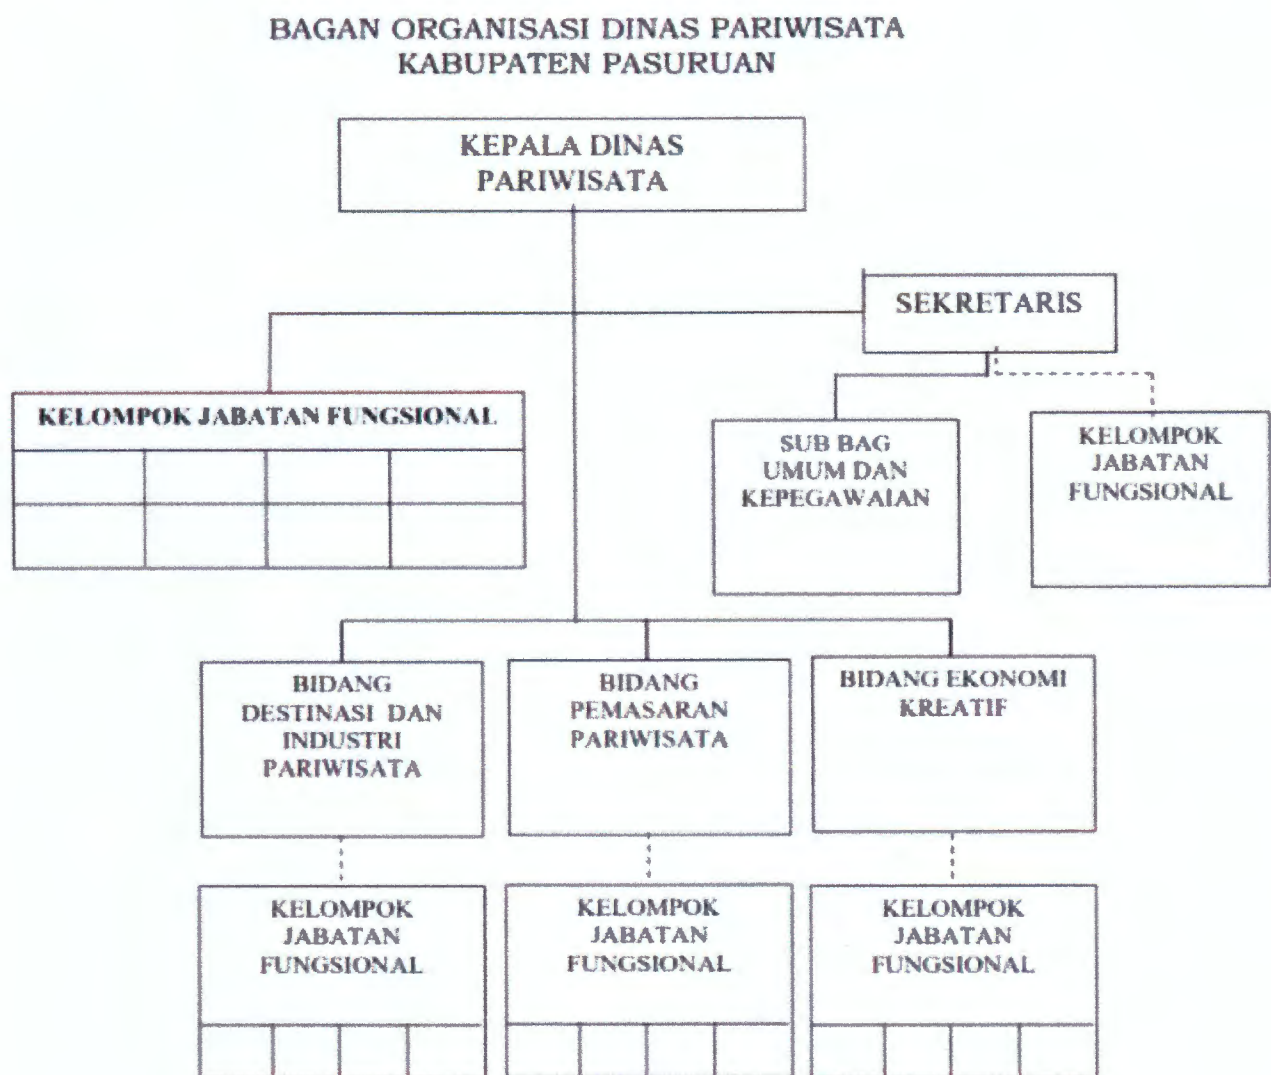 BAGAN ORGANISASI DINAS PARIWISATA
KABUPATEN PASURUAN
KEPALA DINAS
PARIWISATA
SEKRETARIS
KELOMPOK JABATAN FUNGSIONAL
SUB BAG
UMUM DAN
KEPEGAWAIAN
KELOMPOK
JABATAN
FUNGSIONAL
BIDANG
DESTINASI DAN
INDUSTRI
PARIWISATA
BIDANG
PEMASARAN
PARIWISATA
BIDANG EKONOMI
KREATIF
KELOMPOK
JABATAN
FUNGSIONAL
KELOMPOK
JABATAN
FUNGSIONAL
KELOMPOK
JABATAN
FUNGSIONAL